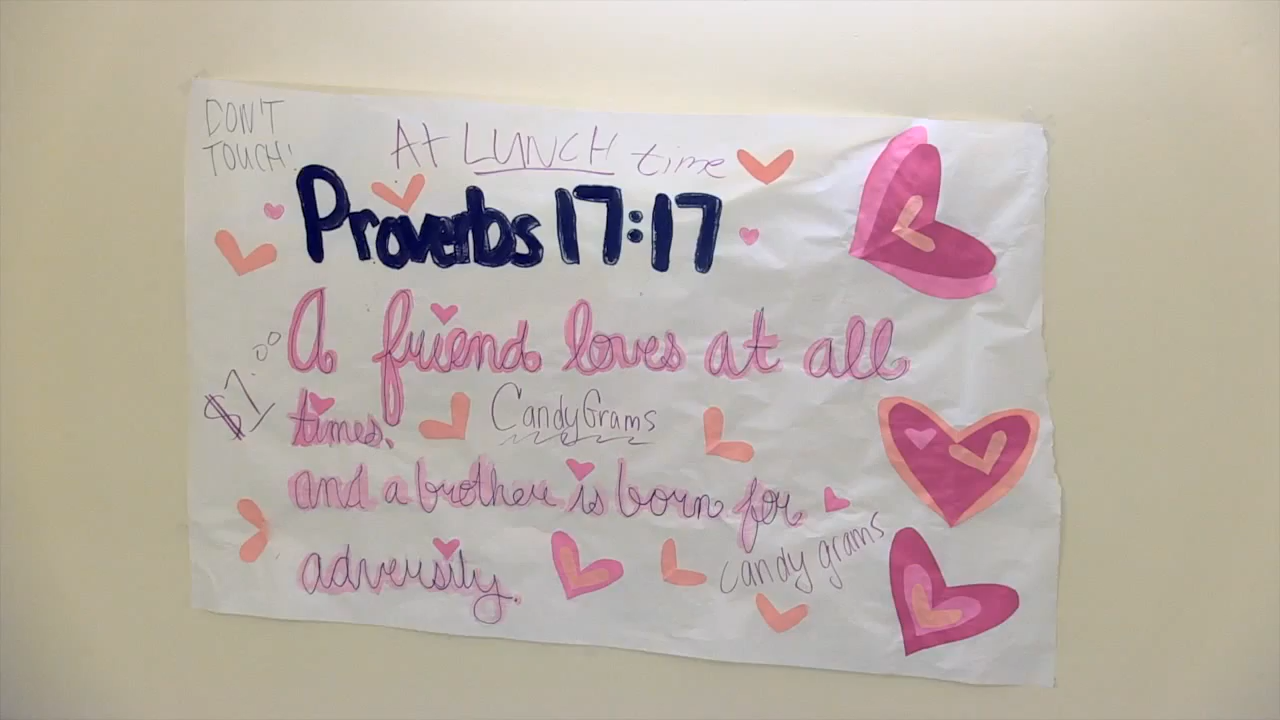 DON'T
TOUCH!
At LUNCH time
Proverbs 17:17
A friend loves at all
$1.00
times.
CandyGrams
and a brother is born for
adversity.
candy grams